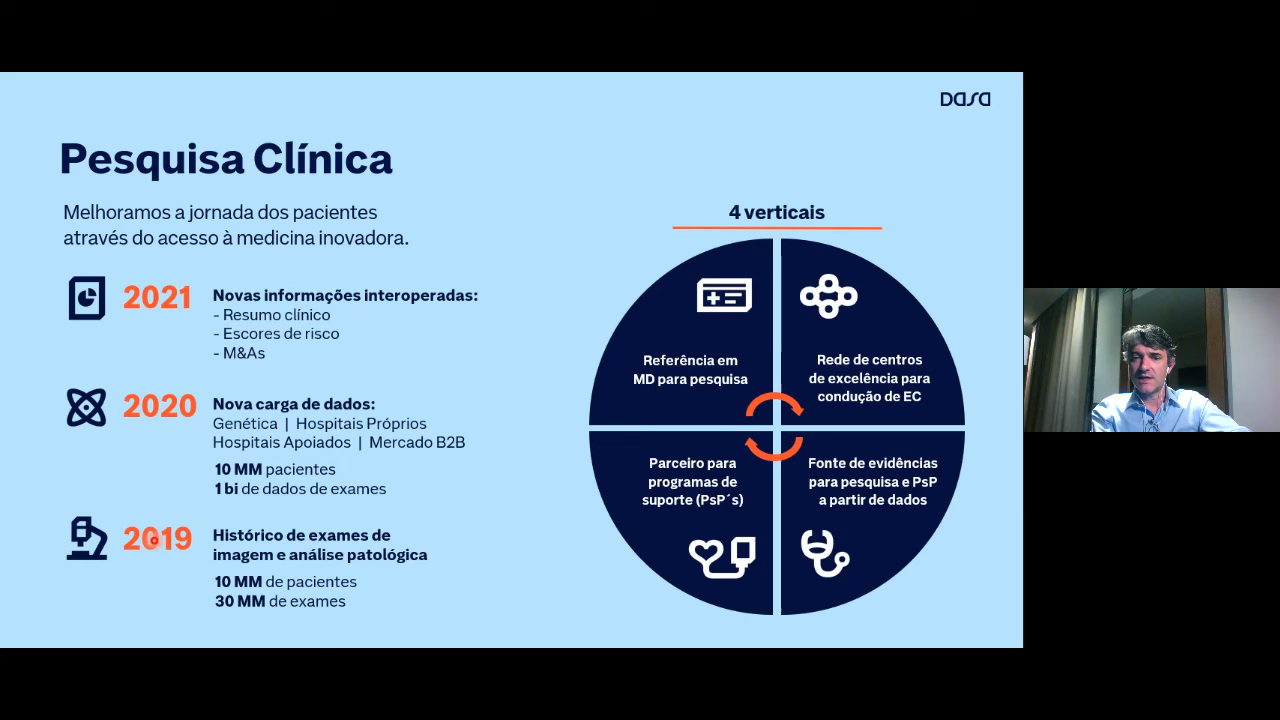 DASA
Pesquisa Clínica
Melhoramos a jornada dos pacientes
através do acesso à medicina inovadora.
2021
Novas informações interoperadas:
- Resumo clínico
- Escores de risco
- M&As
2020
Nova carga de dados:
Genética | Hospitais Próprios
Hospitais Apoiados | Mercado B2B
10 MM pacientes
1 bi de dados de exames
2019
Histórico de exames de
imagem e análise patológica
10 MM de pacientes
30 MM de exames
4 verticais
Referência em
MD para pesquisa
Rede de centros
de excelência para
condução de EC
Parceiro para
programas de
suporte (PsP´s)
Fonte de evidências
para pesquisa e PsP
a partir de dados